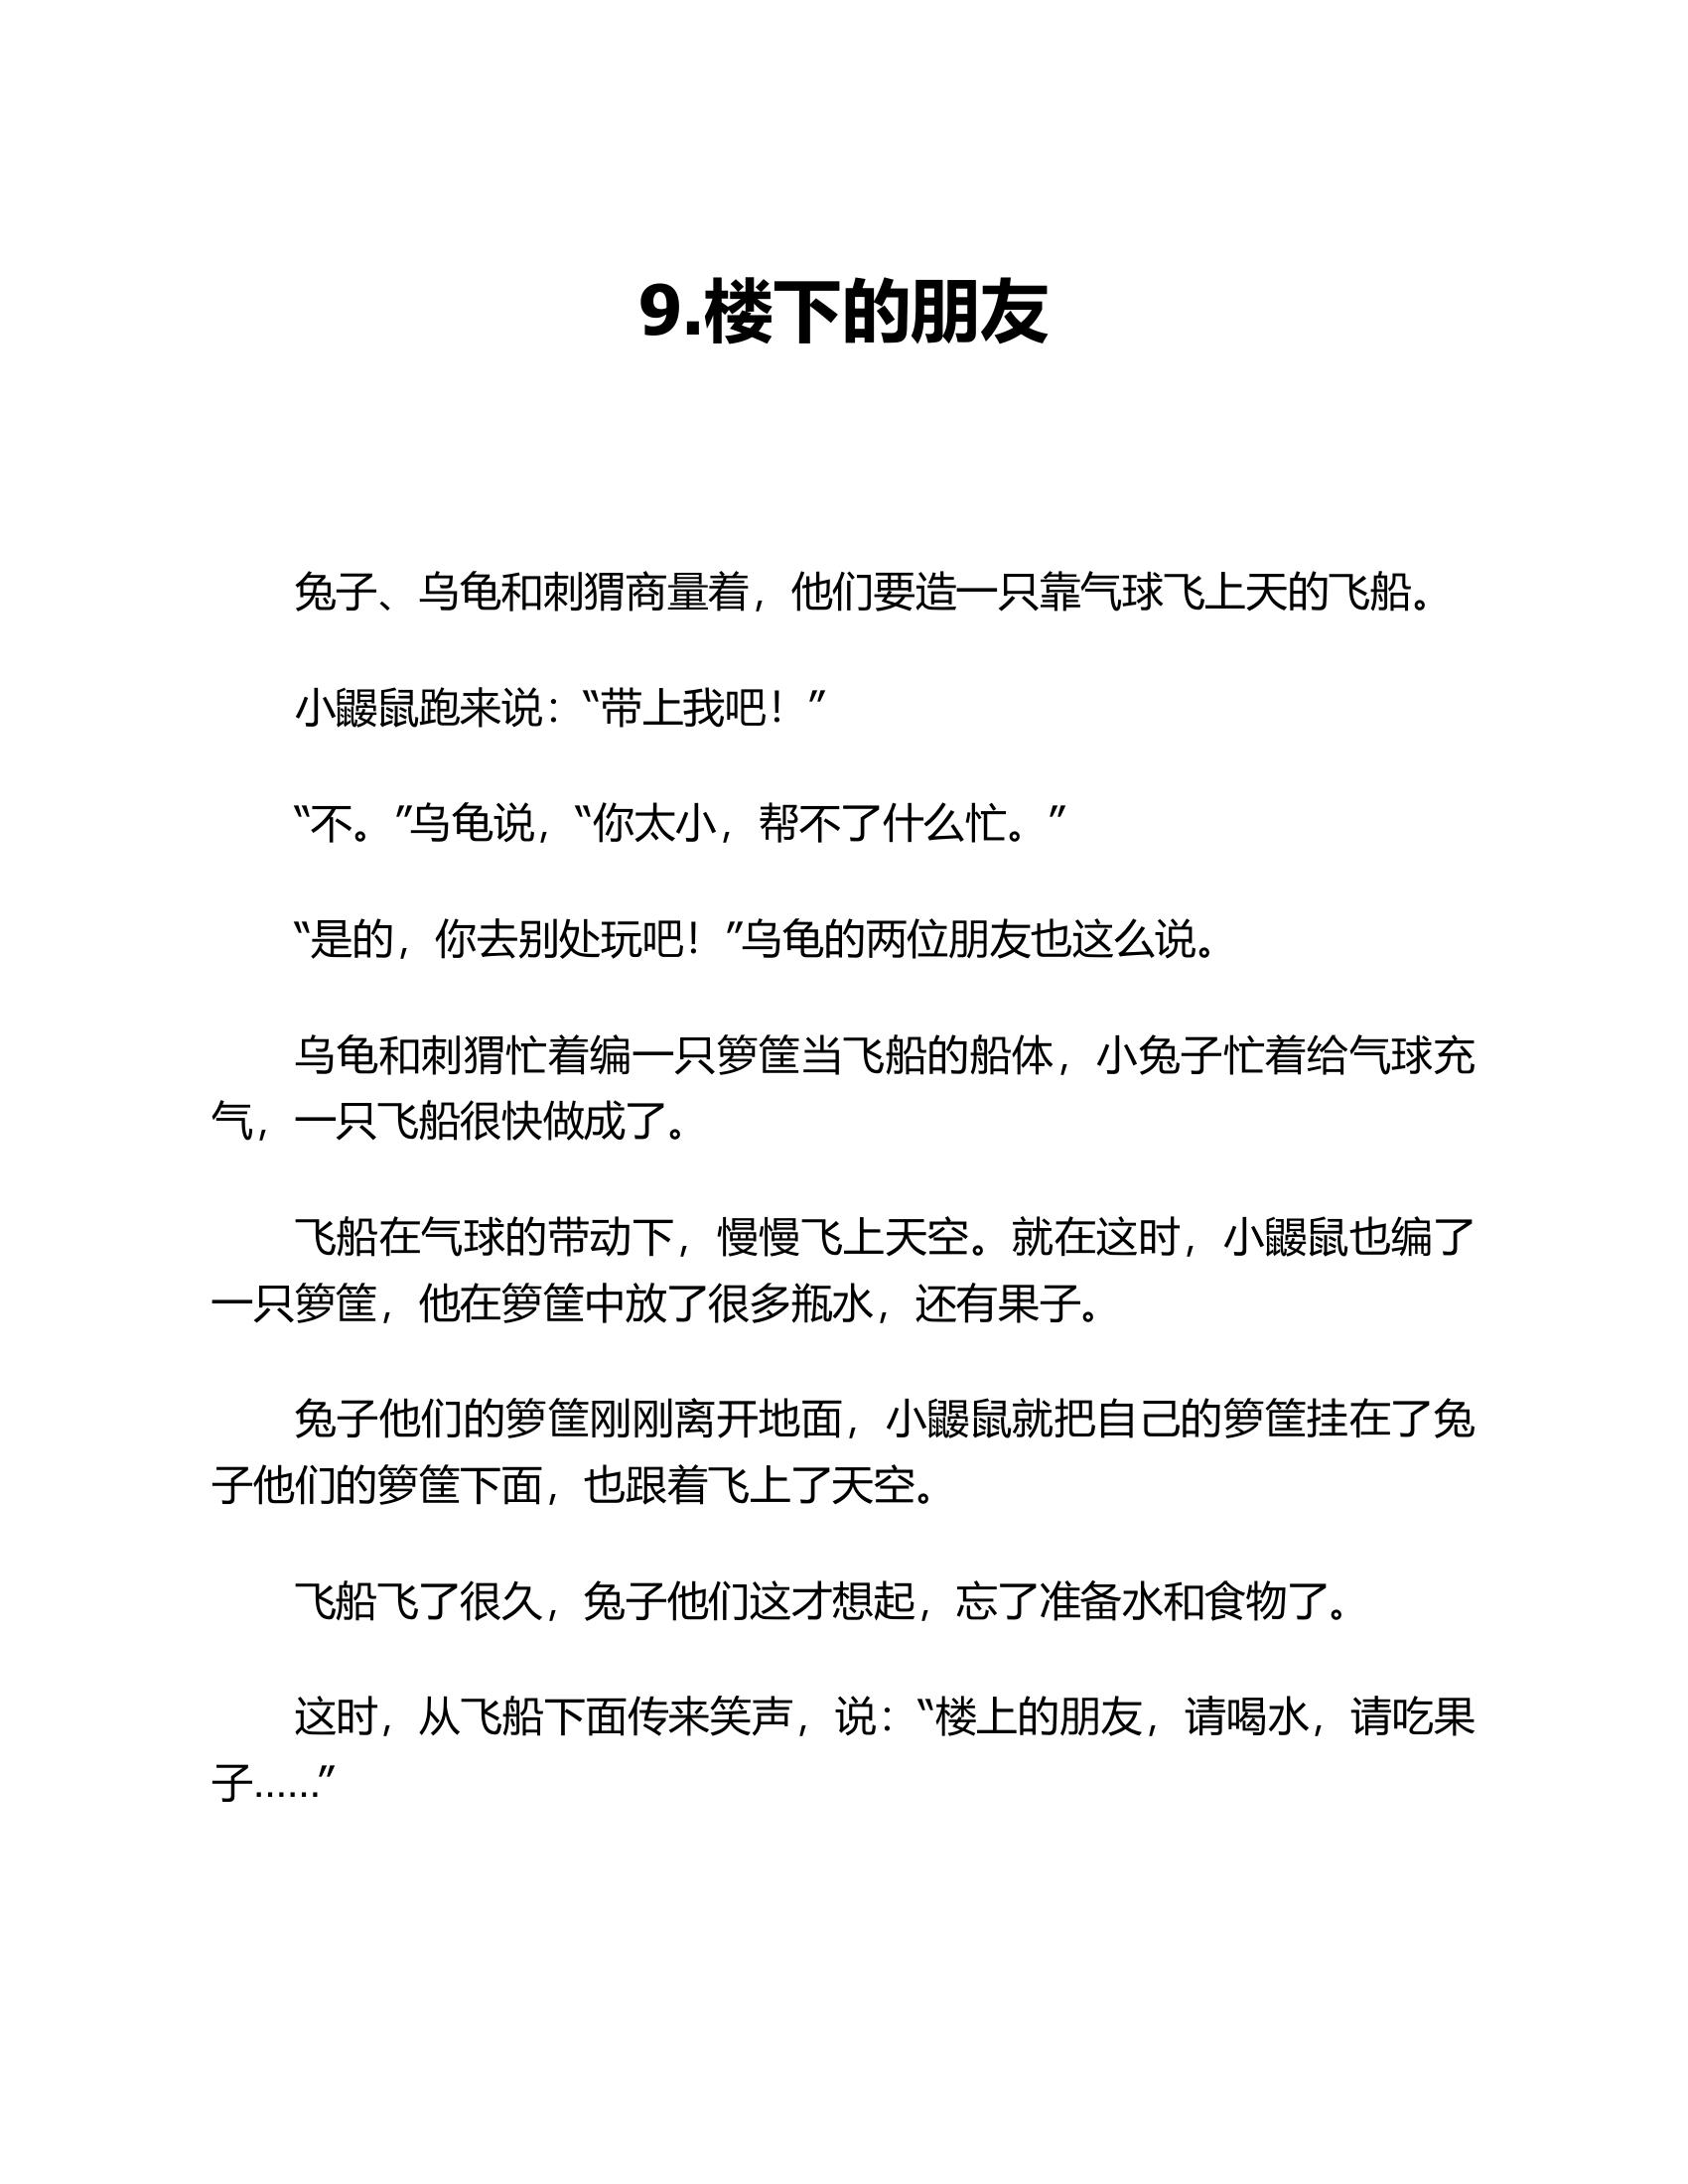 9.楼下的朋友
兔子、乌龟和刺猬商量着，他们要造一只靠气球飞上天的飞船。
小鼹鼠跑来说：“带上我吧！”
“不。”乌龟说，“你太小，帮不了什么忙。”
“是的，你去别处玩吧！”乌龟的两位朋友也这么说。
乌龟和刺猬忙着编一只箩筐当飞船的船体，小兔子忙着给气球充
气，一只飞船很快做成了。
飞船在气球的带动下，慢慢飞上天空。就在这时，小鼹鼠也编了
一只箩筐，他在箩筐中放了很多瓶水，还有果子。
兔子他们的箩筐刚刚离开地面，小鼹鼠就把自己的箩筐挂在了兔
子他们的箩筐下面，也跟着飞上了天空。
飞船飞了很久，兔子他们这才想起，忘了准备水和食物了。
这时，从飞船下面传来笑声，说：“楼上的朋友，请喝水，请吃果
子……”